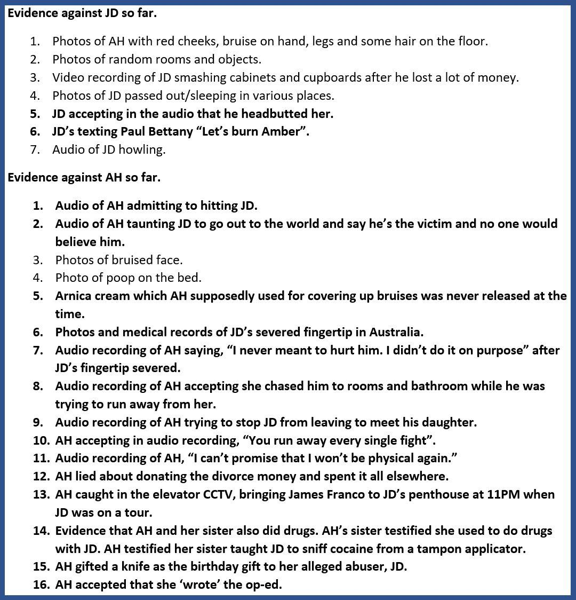 Evidence against JD so far.
1. Photos of AH with red cheeks, bruise on hand, legs and some hair on the floor.
2. Photos of random rooms and objects.
3. Video recording of JD smashing cabinets and cupboards after he lost a lot of money.
4. Photos of JD passed out/sleeping in various places.
5. JD accepting in the audio that he headbutted her.
6. JD's texting Paul Bettany "Let's burn Amber".
7. Audio of JD howling.
Evidence against AH so far.
1. Audio of AH admitting to hitting JD.
2. Audio of AH taunting JD to go out to the world and say he's the victim and no one would
believe him.
3. Photos of bruised face.
4. Photo of poop on the bed.
5. Arnica cream which AH supposedly used for covering up bruises was never released at the
time.
6. Photos and medical records of JD's severed fingertip in Australia.
7. Audio recording of AH saying, "I never meant to hurt him. I didn't do it on purpose" after
JD's fingertip severed.
8. Audio recording of AH accepting she chased him to rooms and bathroom while he was
trying to run away from her.
9. Audio recording of AH trying to stop JD from leaving to meet his daughter.
10. AH accepting in audio recording, "You run away every single fight".
11. Audio recording of AH, "I can't promise that I won't be physical again."
12. AH lied about donating the divorce money and spent it all elsewhere.
13. AH caught in the elevator CCTV, bringing James Franco to JD's penthouse at 11PM when
JD was on a tour.
14. Evidence that AH and her sister also did drugs. AH's sister testified she used to do drugs
with JD. AH testified her sister taught JD to sniff cocaine from a tampon applicator.
15. AH gifted a knife as the birthday gift to her alleged abuser, JD.
16. AH accepted that she 'wrote' the op-ed.